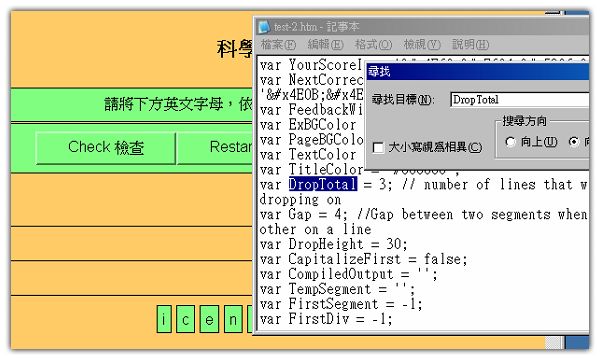 科學
請將下方英文字母，依
Check 檢查
Restar
i c e n
test-2.htm - 記事本
檔案(F) 編輯(E) 格式(O) 檢視(V) 說明(H)
var YourScoreI
var NextCorrec
'&#x4E0B;&#x4E
var FeedbackWi
var ExBGColor
var PageBGColor
var TextColor
var TitleColor =
var DropTotal = 3; // number of lines that w
dropping on
var Gap = 4; //Gap between two segments when
other on a line
var DropHeight = 30;
var CapitalizeFirst = false;
var CompiledOutput = '';
var TempSegment = '';
var FirstSegment = -1;
var FirstDiv = -1;
尋找
尋找目標(N): DropTotal
搜尋方向
大小寫視為相異(C)
向上(U)